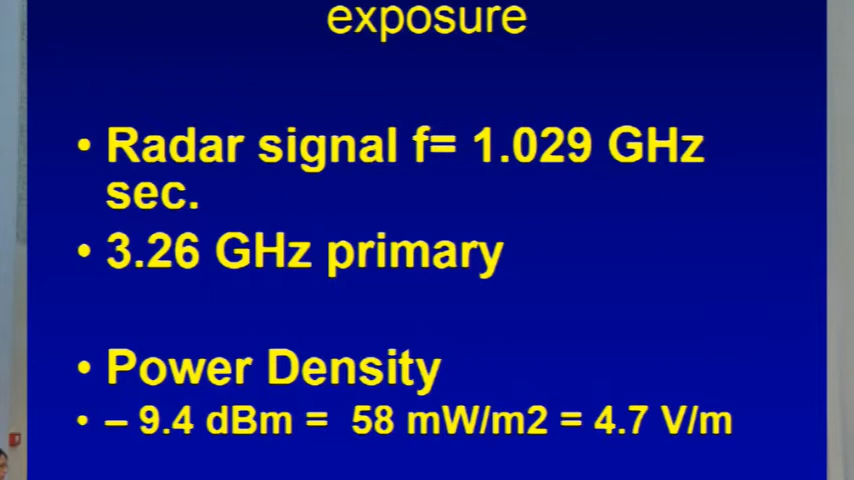 exposure
• Radar signal f= 1.029 GHz
sec.
• 3.26 GHz primary
• Power Density
• – 9.4 dBm = 58 mW/m2 = 4.7 V/m